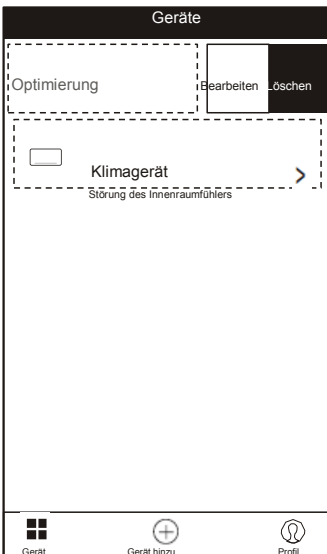 Geräte
Optimierung Bearbeiten Löschen
Klimagerät
Störung des Innenraumfühlers
Gerät Gerät hinzu Profil